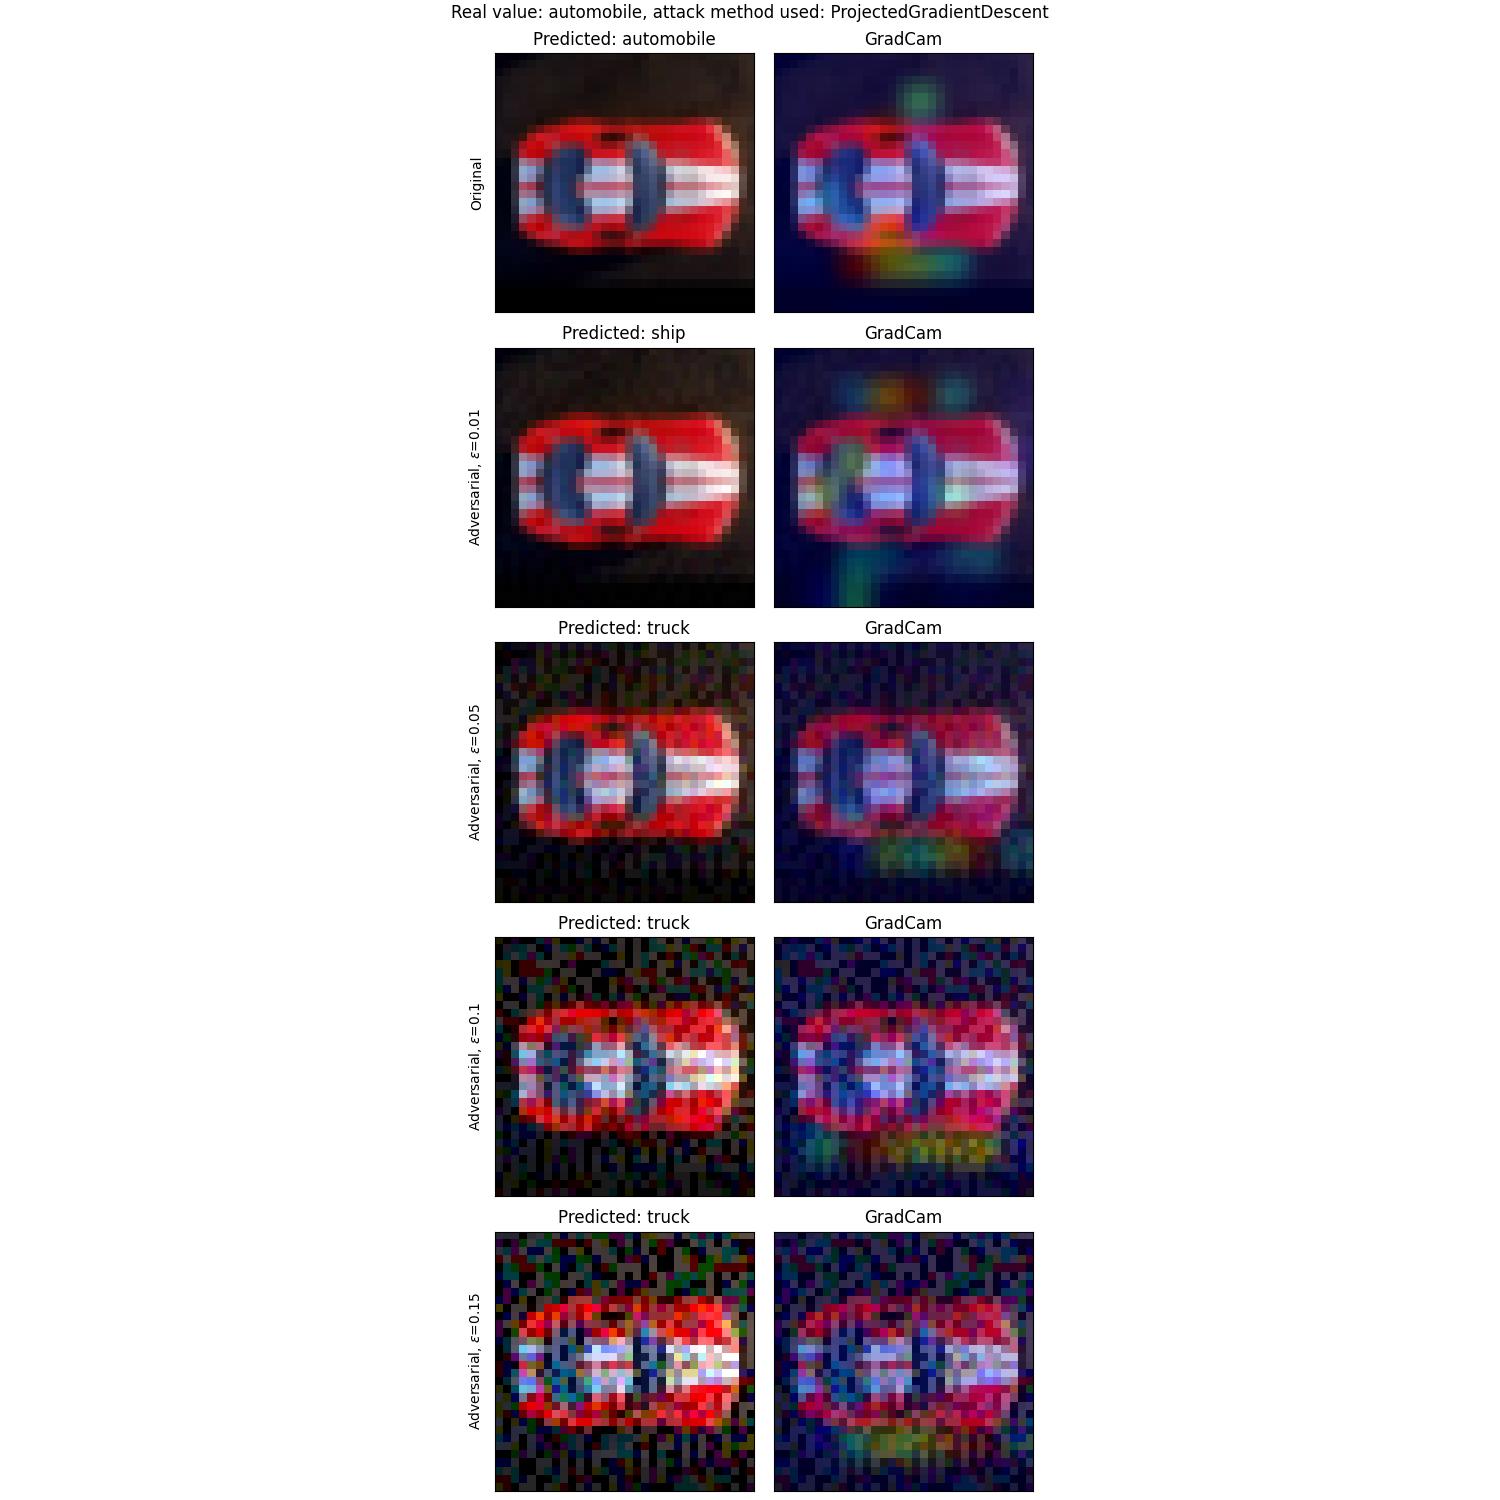 Real value: automobile, attack method used: ProjectedGradientDescent
Predicted: automobile
GradCam
Original
Predicted: ship
GradCam
Adversarial, ε=0.01
Predicted: truck
GradCam
Adversarial, ε=0.05
Predicted: truck
GradCam
Adversarial, ε=0.1
Predicted: truck
GradCam
Adversarial, ε=0.15